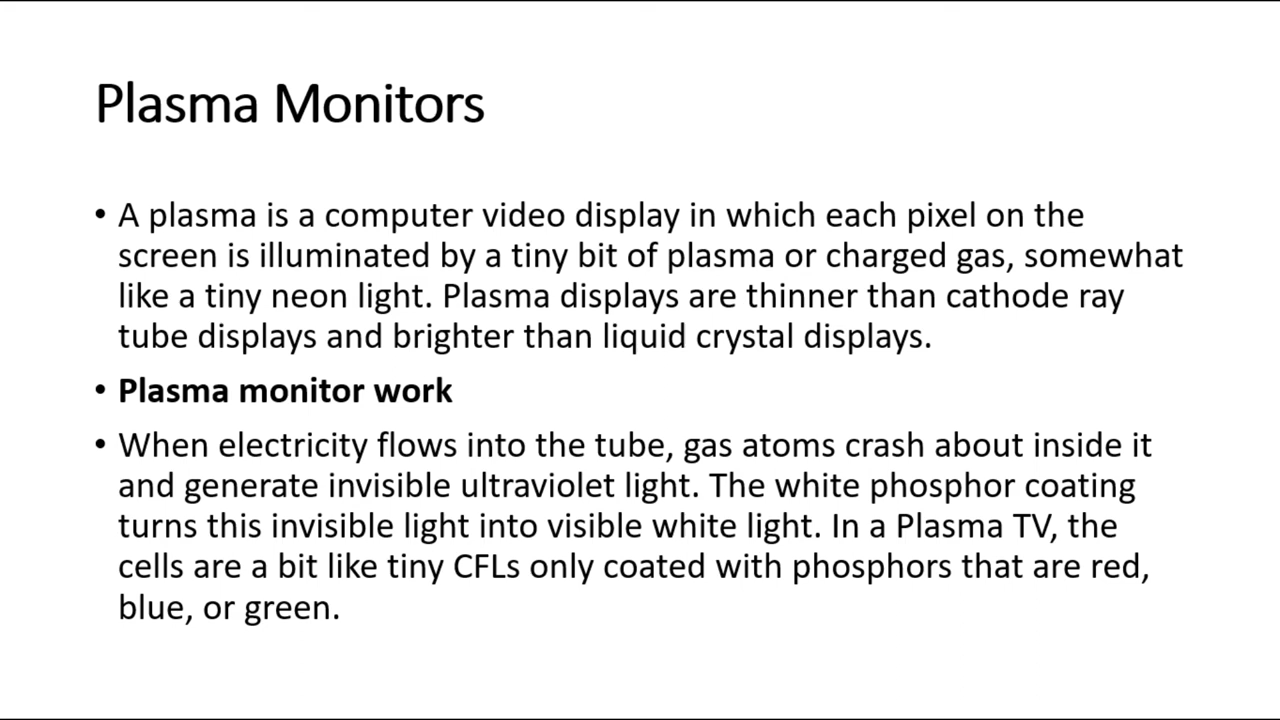 Plasma Monitors
• A plasma is a computer video display in which each pixel on the
screen is illuminated by a tiny bit of plasma or charged gas, somewhat
like a tiny neon light. Plasma displays are thinner than cathode ray
tube displays and brighter than liquid crystal displays.
• Plasma monitor work
• When electricity flows into the tube, gas atoms crash about inside it
and generate invisible ultraviolet light. The white phosphor coating
turns this invisible light into visible white light. In a Plasma TV, the
cells are a bit like tiny CFLs only coated with phosphors that are red,
blue, or green.